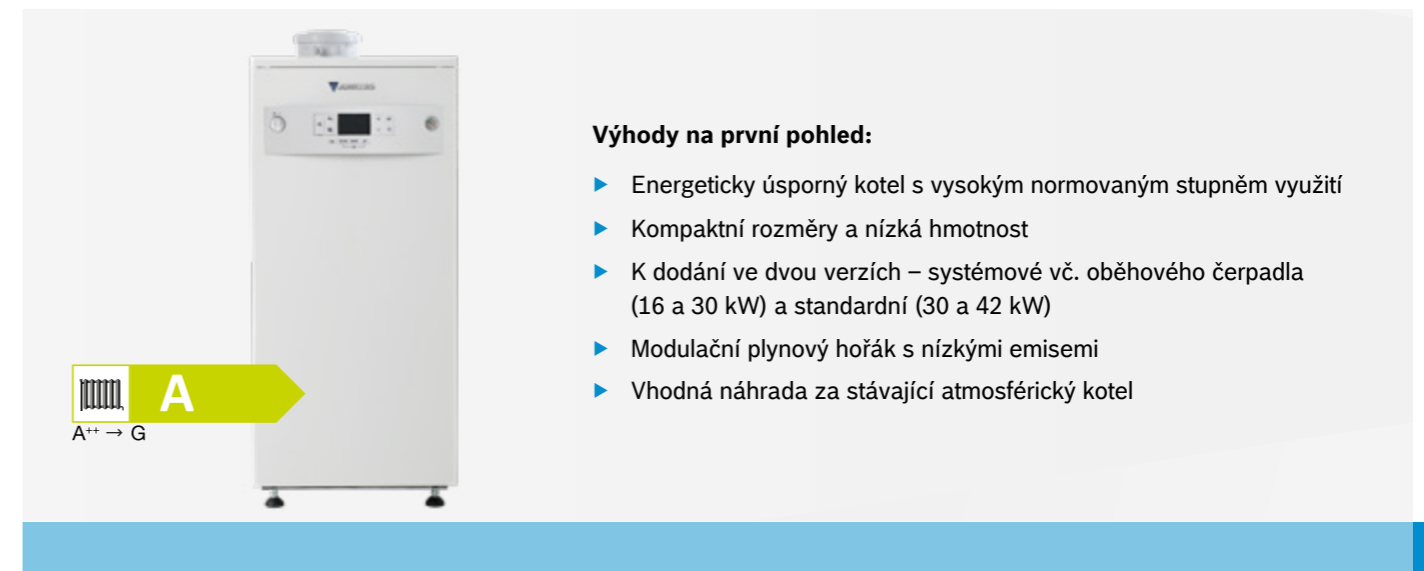 Výhody na první pohled:
Energeticky úsporný kotel s vysokým normovaným stupněm využití
Kompaktní rozměry a nízká hmotnost
K dodání ve dvou verzích – systémové vč. oběhového čerpadla
(16 a 30 kW) a standardní (30 a 42 kW)
Modulační plynový hořák s nízkými emisemi
Vhodná náhrada za stávající atmosférický kotel
A
A⁺⁺ → G